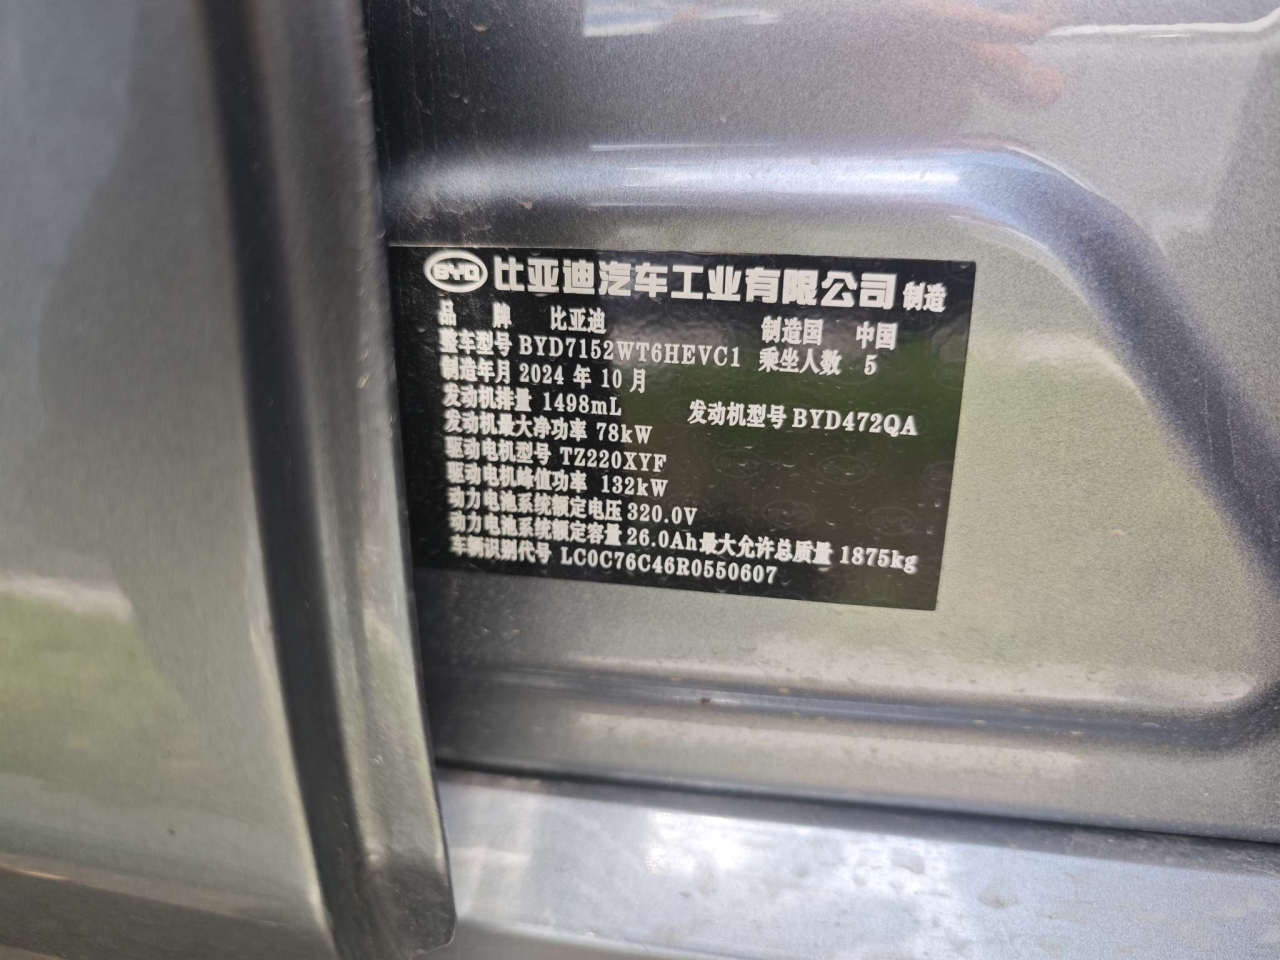 BYD 比亚迪汽车工业有限公司 制造
品 牌 比亚迪 制造国 中国
整车型号 BYD7152WT6HEVC1 乘坐人数 5
制造年月 2024 年 10 月
发动机排量 1498mL 发动机型号 BYD472QA
发动机最大净功率 78kW
驱动电机型号 TZ220XYF
驱动电机峰值功率 132kW
动力电池系统额定电压 320.0V
动力电池系统额定容量 26.0Ah 最大允许总质量 1875kg
车辆识别代号 LC0C76C46R0550607